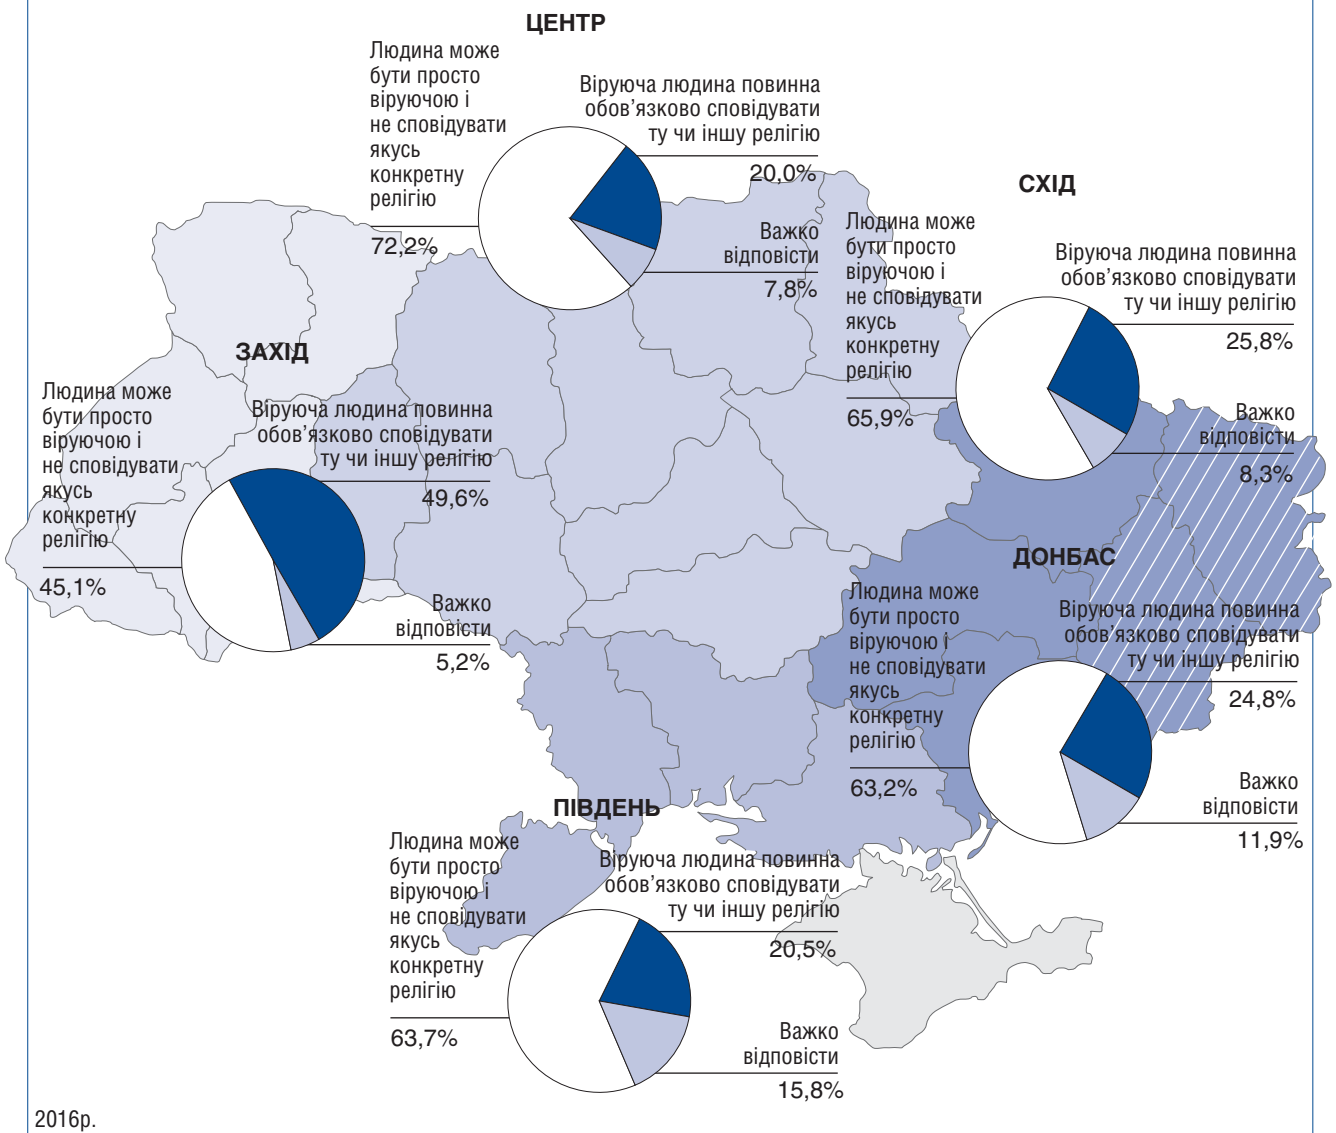 ЦЕНТР
Людина може
бути просто
віруючою і
не сповідувати
якусь
конкретну
релігію
72,2%
Віруюча людина повинна
обов’язково сповідувати
ту чи іншу релігію
20,0%
Важко
відповісти
7,8%
СХІД
Людина може
бути просто
віруючою і
не сповідувати
якусь
конкретну
релігію
65,9%
Віруюча людина повинна
обов’язково сповідувати
ту чи іншу релігію
25,8%
Важко
відповісти
8,3%
ЗАХІД
Людина може
бути просто
віруючою і
не сповідувати
якусь
конкретну
релігію
45,1%
Віруюча людина повинна
обов’язково сповідувати
ту чи іншу релігію
49,6%
Важко
відповісти
5,2%
ДОНБАС
Людина може
бути просто
віруючою і
не сповідувати
якусь
конкретну
релігію
63,2%
Віруюча людина повинна
обов’язково сповідувати
ту чи іншу релігію
24,8%
Важко
відповісти
11,9%
ПІВДЕНЬ
Людина може
бути просто
віруючою і
не сповідувати
якусь
конкретну
релігію
63,7%
Віруюча людина повинна
обов’язково сповідувати
ту чи іншу релігію
20,5%
Важко
відповісти
15,8%
2016р.